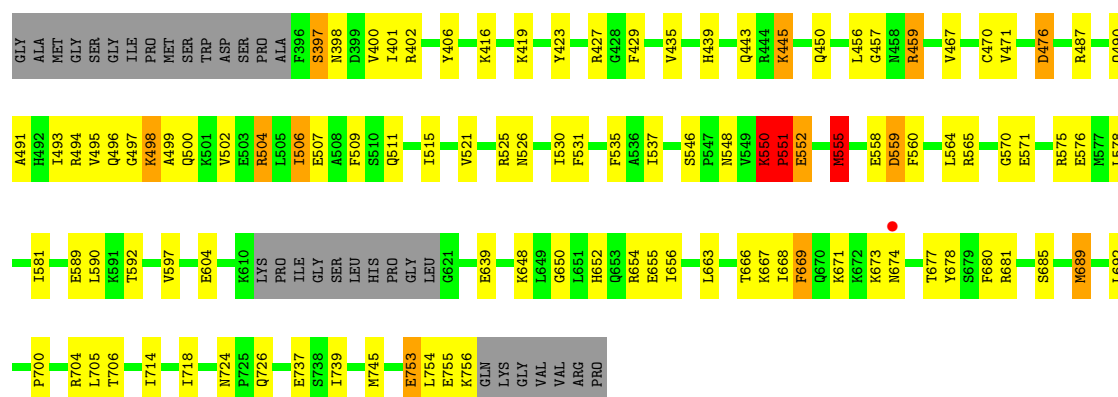 GLY ALA MET GLY SER GLY ILE PRO MET SER TRP ASP SER PRO ALA F396 S397 N398 D399 V400 I401 R402 Y406 K416 K419 Y423 R427 G428 F429 V435 H439 Q443 R444 K445 Q450 L456 G457 N458 R459 V467 C470 V471 D476 R487
A491 H492 I493 R494 V495 Q496 G497 K498 A499 Q500 K501 V502 E503 R504 L505 I506 E507 A508 F509 S510 Q511 I515 V521 R525 N526 I530 F531 F535 A536 I537 S546 P547 N548 V549 K550 P551 E552 M555 E558 D559 F560 L564 R565 G570 E571 R575 E576 M577 L578
I581 E589 L590 K591 T592 V597 E604 K610 LYS PRO ILE GLY SER LEU HIS PRO GLY LEU G621 E639 K648 L649 G650 L651 H652 Q653 R654 E655 I656 L663 T666 K667 I668 F669 Q670 K671 K672 K673 N674 T677 Y678 S679 F680 R681 S685 M689 L692
P700 R704 L705 T706 I714 I718 N724 P725 Q726 E737 S738 I739 M745 E753 L754 E755 K756 GLN LYS GLY VAL VAL ARG PRO